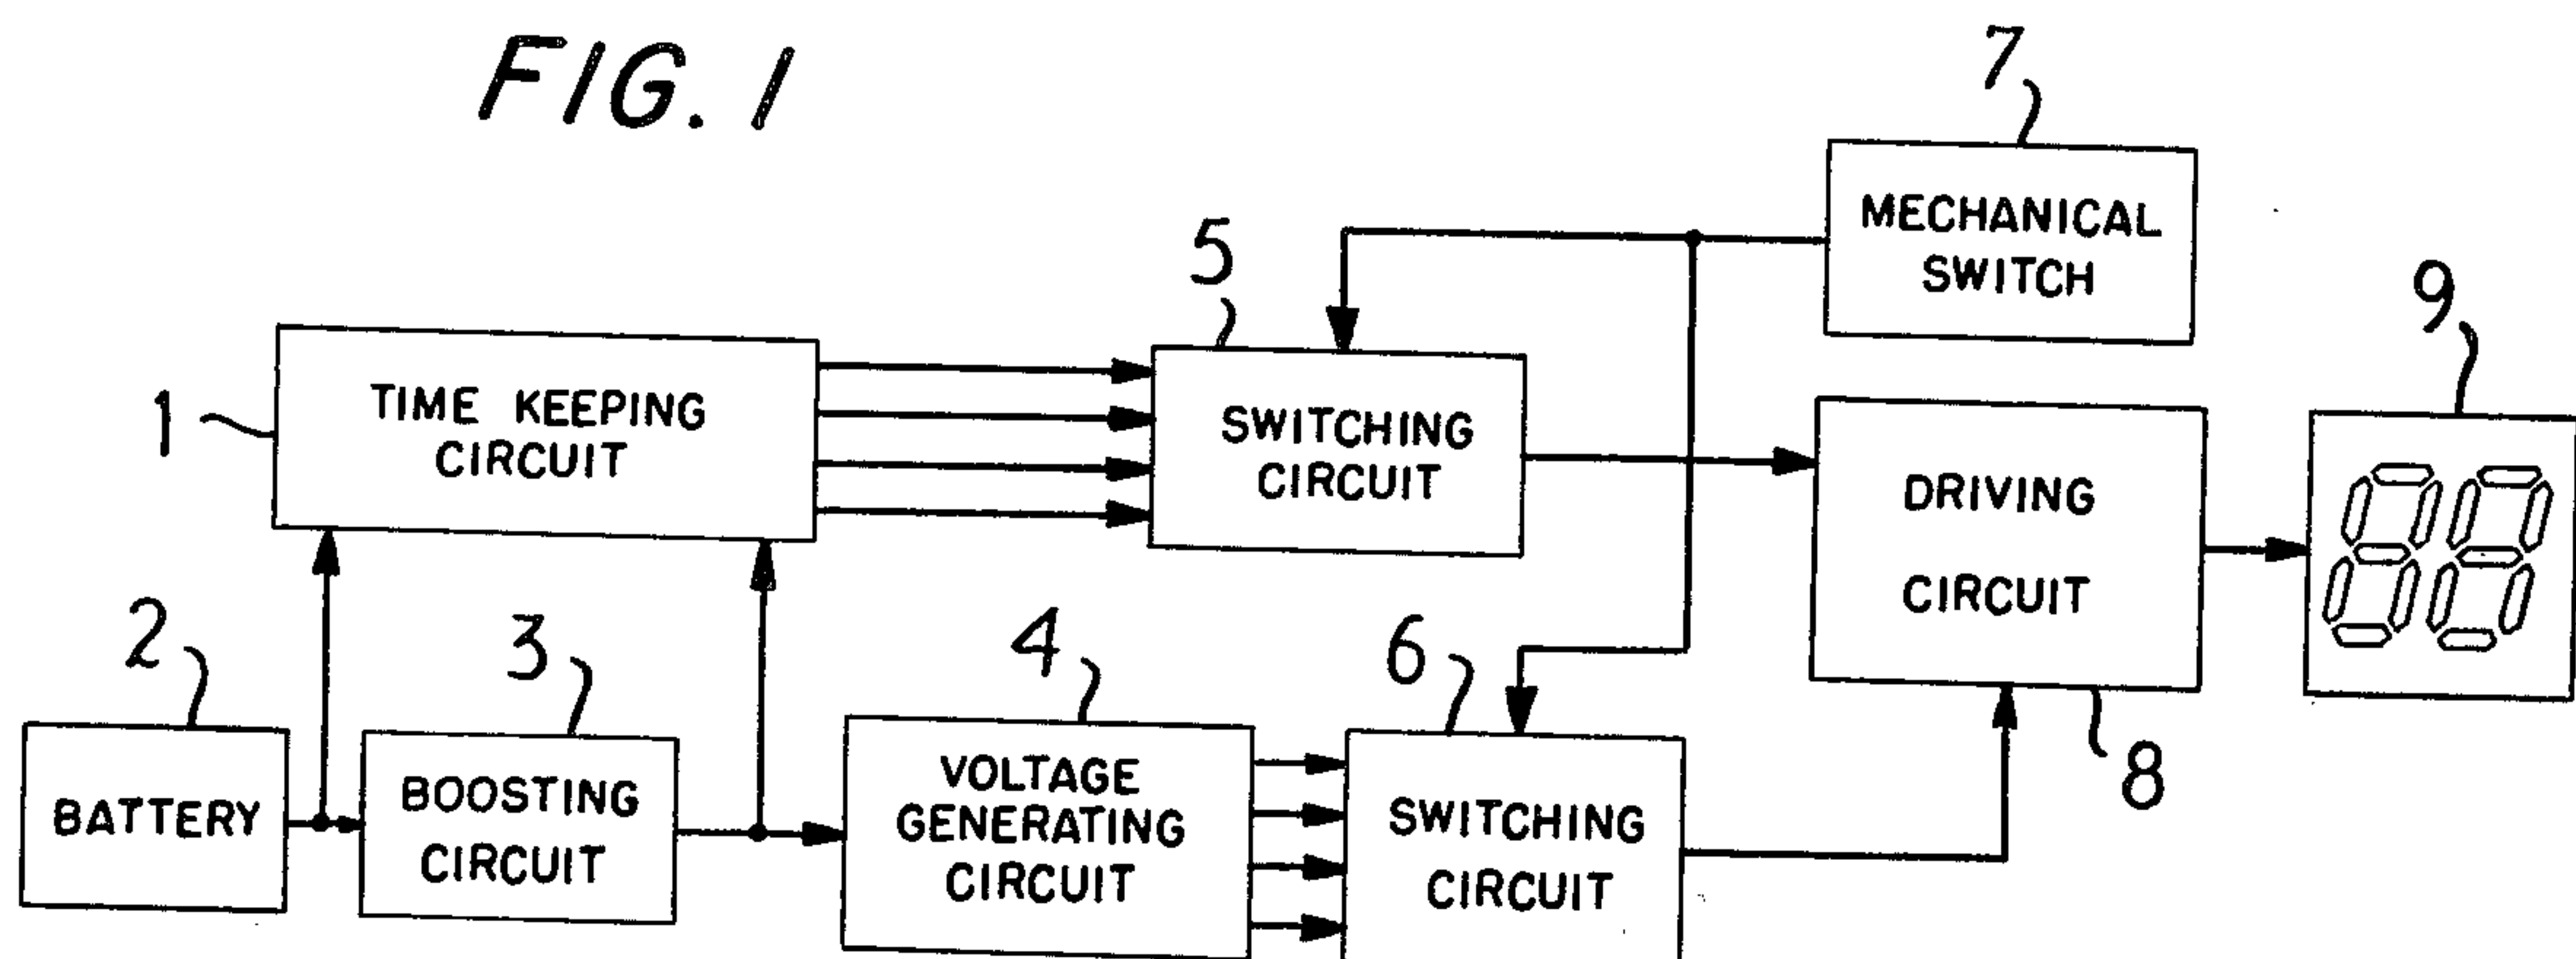 FIG. 1
7
MECHANICAL
SWITCH
5
9
1
TIME KEEPING
CIRCUIT
SWITCHING
CIRCUIT
DRIVING
CIRCUIT
2
3
4
6
8
BATTERY
BOOSTING
CIRCUIT
VOLTAGE
GENERATING
CIRCUIT
SWITCHING
CIRCUIT
88